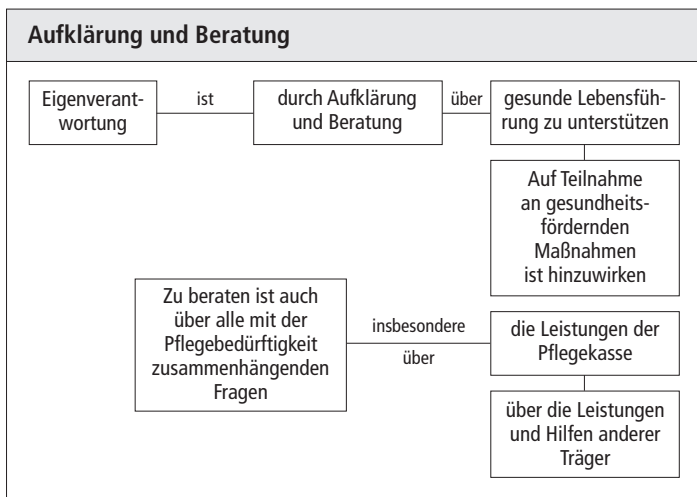 Aufklärung und Beratung
Eigenverant-
wortung
ist
durch Aufklärung
und Beratung
über
gesunde Lebensfüh-
rung zu unterstützen
Auf Teilnahme
an gesundheits-
fördernden
Maßnahmen
ist hinzuwirken
Zu beraten ist auch
über alle mit der
Pflegebedürftigkeit
zusammenhängenden
Fragen
insbesondere
über
die Leistungen der
Pflegekasse
über die Leistungen
und Hilfen anderer
Träger